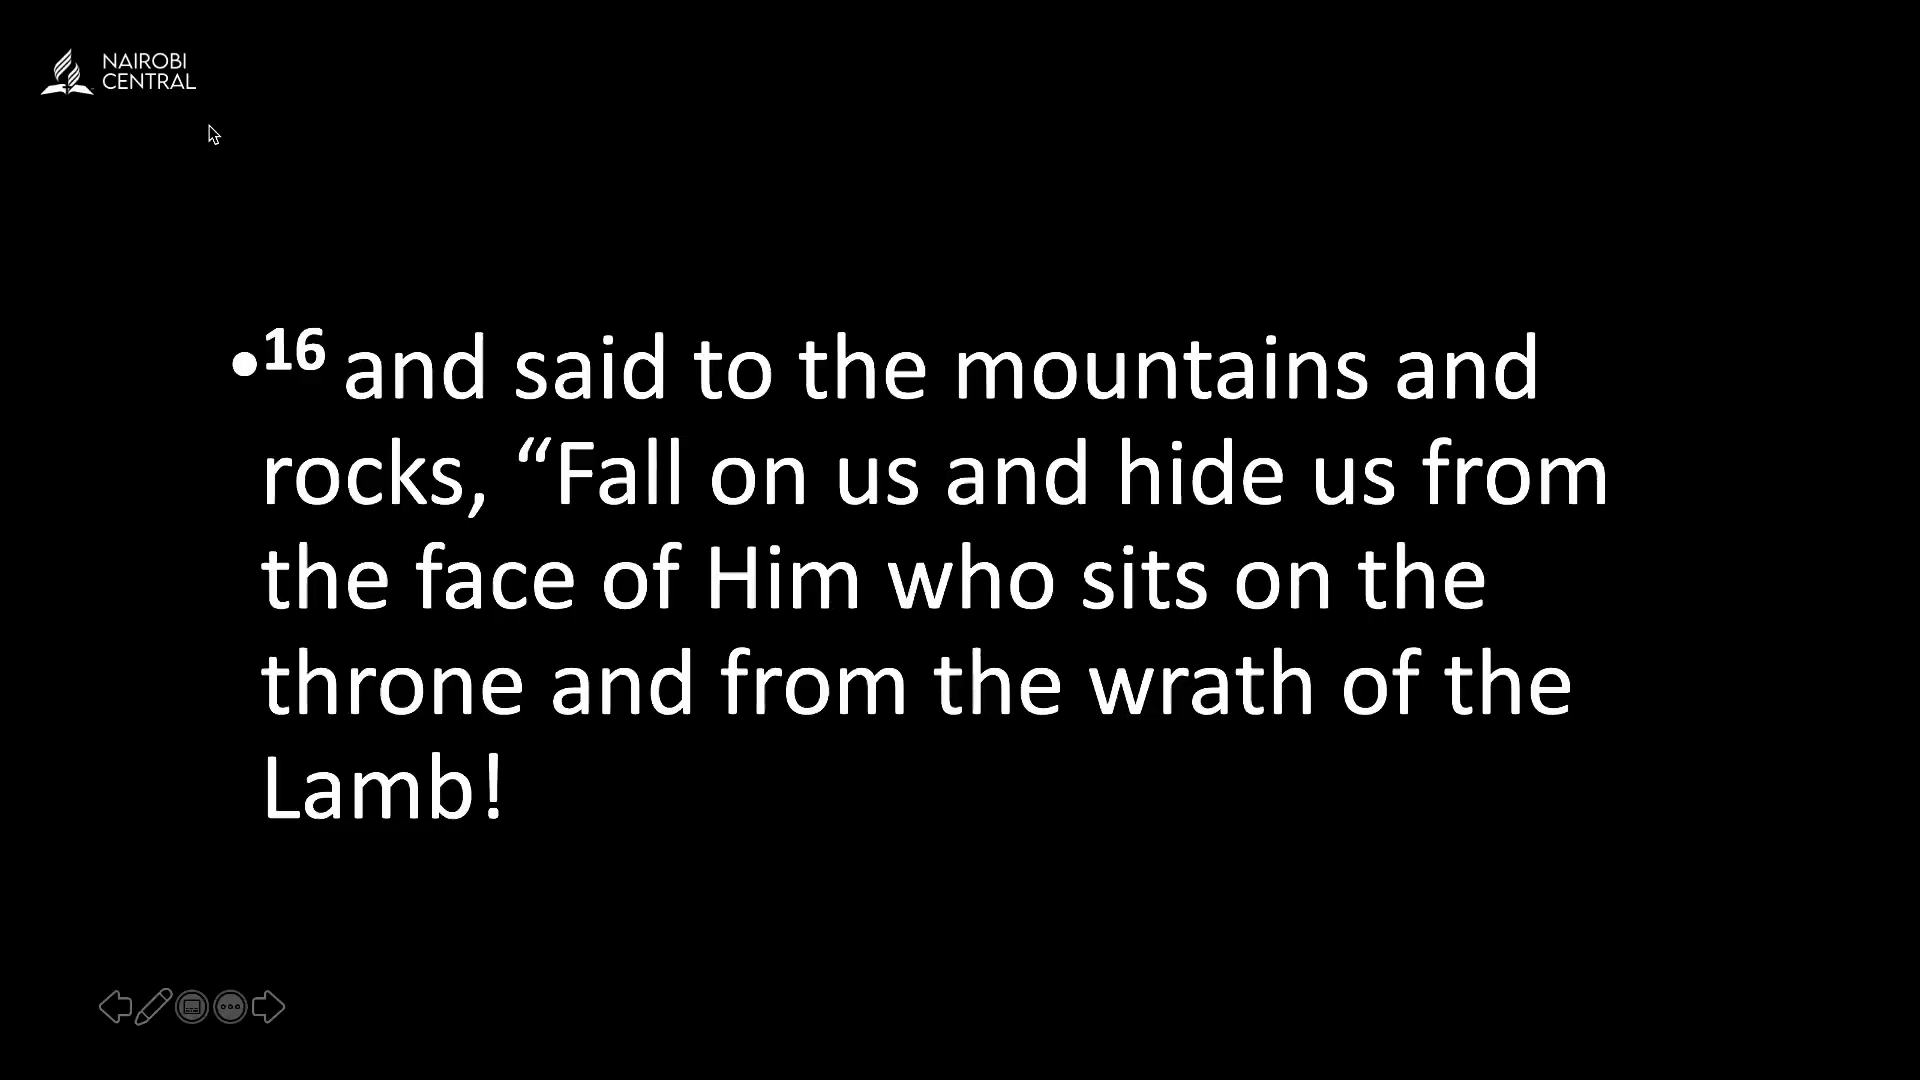 NAIROBI
CENTRAL
•16 and said to the mountains and
rocks, “Fall on us and hide us from
the face of Him who sits on the
throne and from the wrath of the
Lamb!